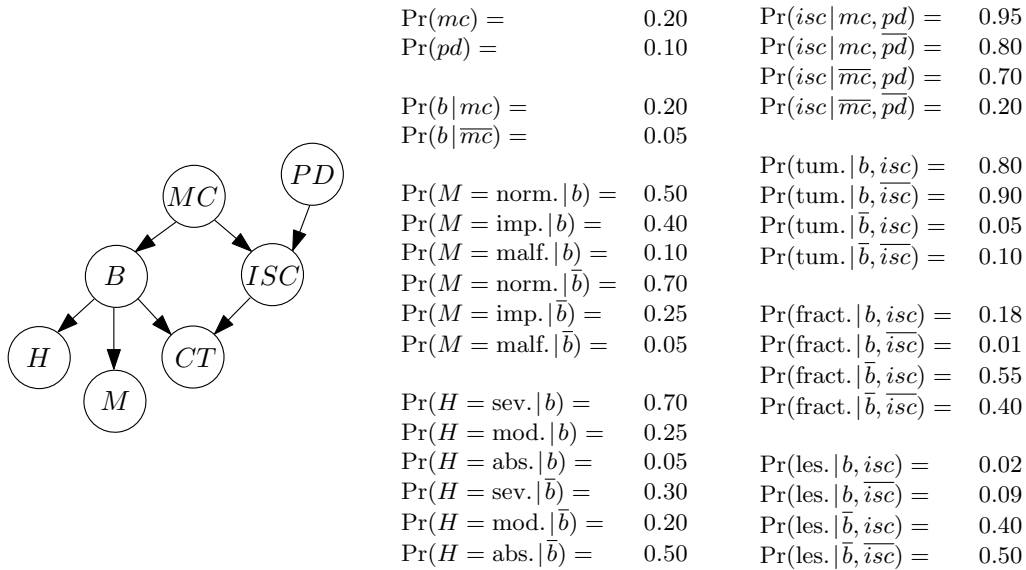 PD
MC
B
ISC
H
CT
M
Pr(mc) = 0.20
Pr(pd) = 0.10
Pr(b|mc) = 0.20
Pr(b|m̅c̅) = 0.05
Pr(M = norm.|b) = 0.50
Pr(M = imp.|b) = 0.40
Pr(M = malf.|b) = 0.10
Pr(M = norm.|b̅) = 0.70
Pr(M = imp.|b̅) = 0.25
Pr(M = malf.|b̅) = 0.05
Pr(H = sev.|b) = 0.70
Pr(H = mod.|b) = 0.25
Pr(H = abs.|b) = 0.05
Pr(H = sev.|b̅) = 0.30
Pr(H = mod.|b̅) = 0.20
Pr(H = abs.|b̅) = 0.50
Pr(isc|mc, pd) = 0.95
Pr(isc|mc, p̅d̅) = 0.80
Pr(isc|m̅c̅, pd) = 0.70
Pr(isc|m̅c̅, p̅d̅) = 0.20
Pr(tum.|b, isc) = 0.80
Pr(tum.|b, i̅s̅c̅) = 0.90
Pr(tum.|b̅, isc) = 0.05
Pr(tum.|b̅, i̅s̅c̅) = 0.10
Pr(fract.|b, isc) = 0.18
Pr(fract.|b, i̅s̅c̅) = 0.01
Pr(fract.|b̅, isc) = 0.55
Pr(fract.|b̅, i̅s̅c̅) = 0.40
Pr(les.|b, isc) = 0.02
Pr(les.|b, i̅s̅c̅) = 0.09
Pr(les.|b̅, isc) = 0.40
Pr(les.|b̅, i̅s̅c̅) = 0.50